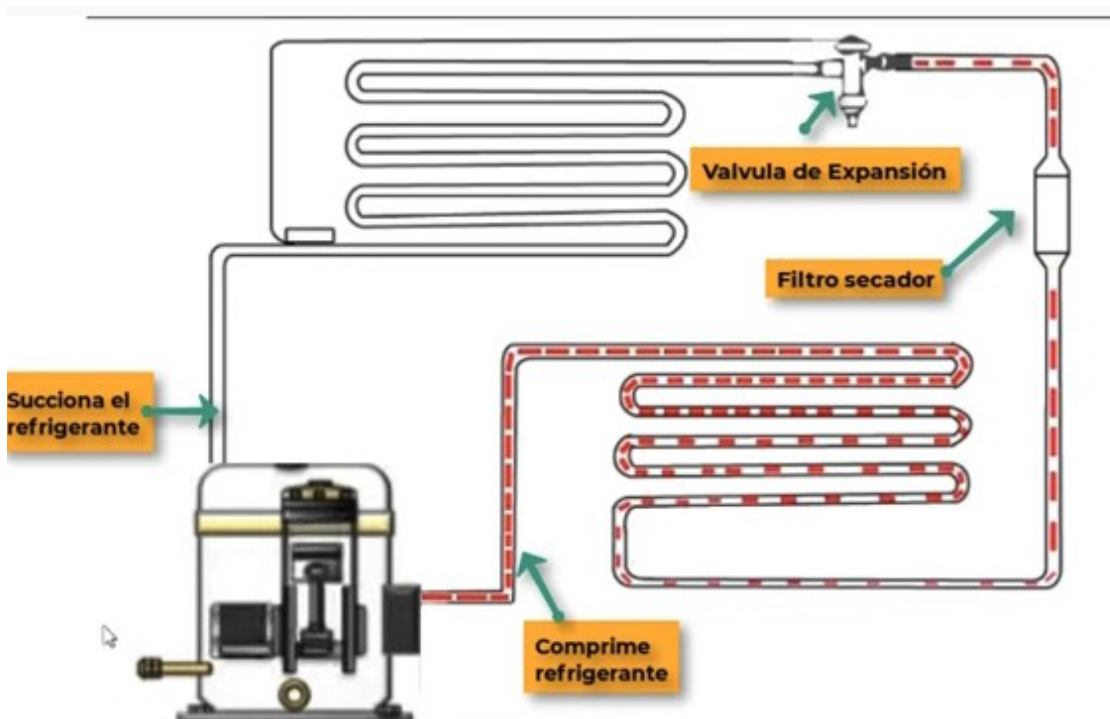 Valvula de Expansión
Filtro secador
Succiona el
refrigerante
Comprime
refrigerante